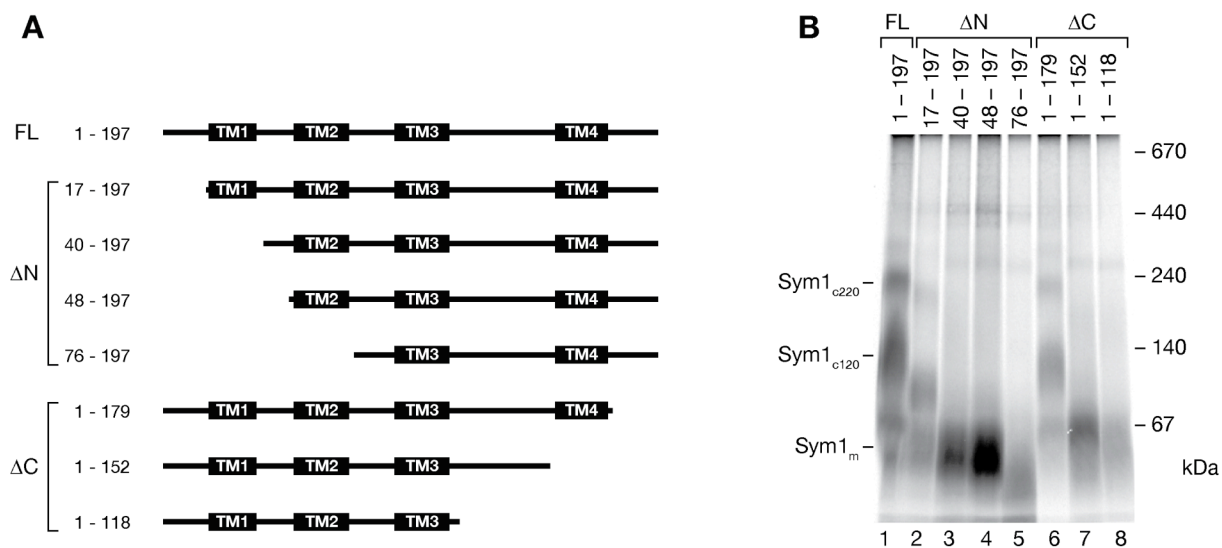 A
FL 1 - 197 TM1 TM2 TM3 TM4
17 - 197 TM1 TM2 TM3 TM4
40 - 197 TM2 TM3 TM4
ΔN
48 - 197 TM2 TM3 TM4
76 - 197 TM3 TM4
1 - 179 TM1 TM2 TM3 TM4
ΔC 1 - 152 TM1 TM2 TM3
1 - 118 TM1 TM2 TM3
B
FL ΔN ΔC
1 – 197
17 – 197
40 – 197
48 – 197
76 – 197
1 – 179
1 – 152
1 – 118
– 670
– 440
Sym1c220 – – 240
Sym1c120 – – 140
Sym1m – – 67
kDa
1 2 3 4 5 6 7 8